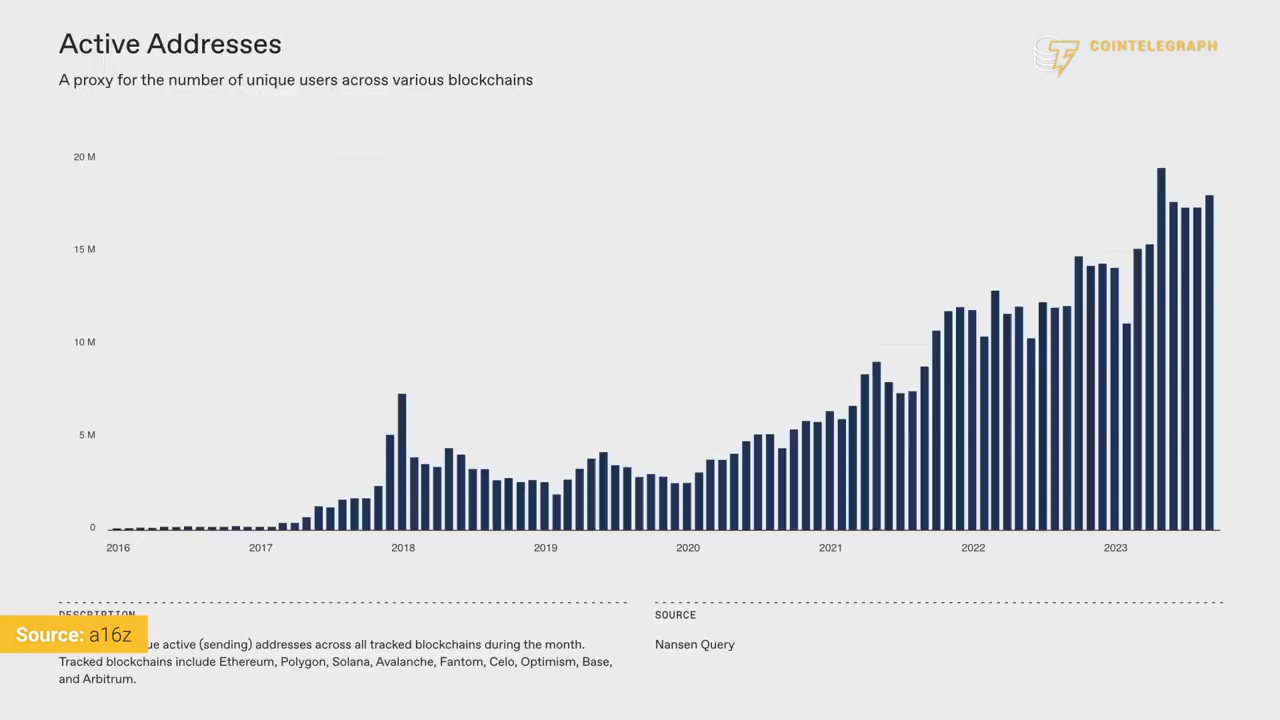 Active Addresses
COINTELEGRAPH
A proxy for the number of unique users across various blockchains
20 M
15 M
10 M
5 M
0
2016 2017 2018 2019 2020 2021 2022 2023
DESCRIPTION
SOURCE
Source: a16z
active (sending) addresses across all tracked blockchains during the month.
Nansen Query
Tracked blockchains include Ethereum, Polygon, Solana, Avalanche, Fantom, Celo, Optimism, Base,
and Arbitrum.